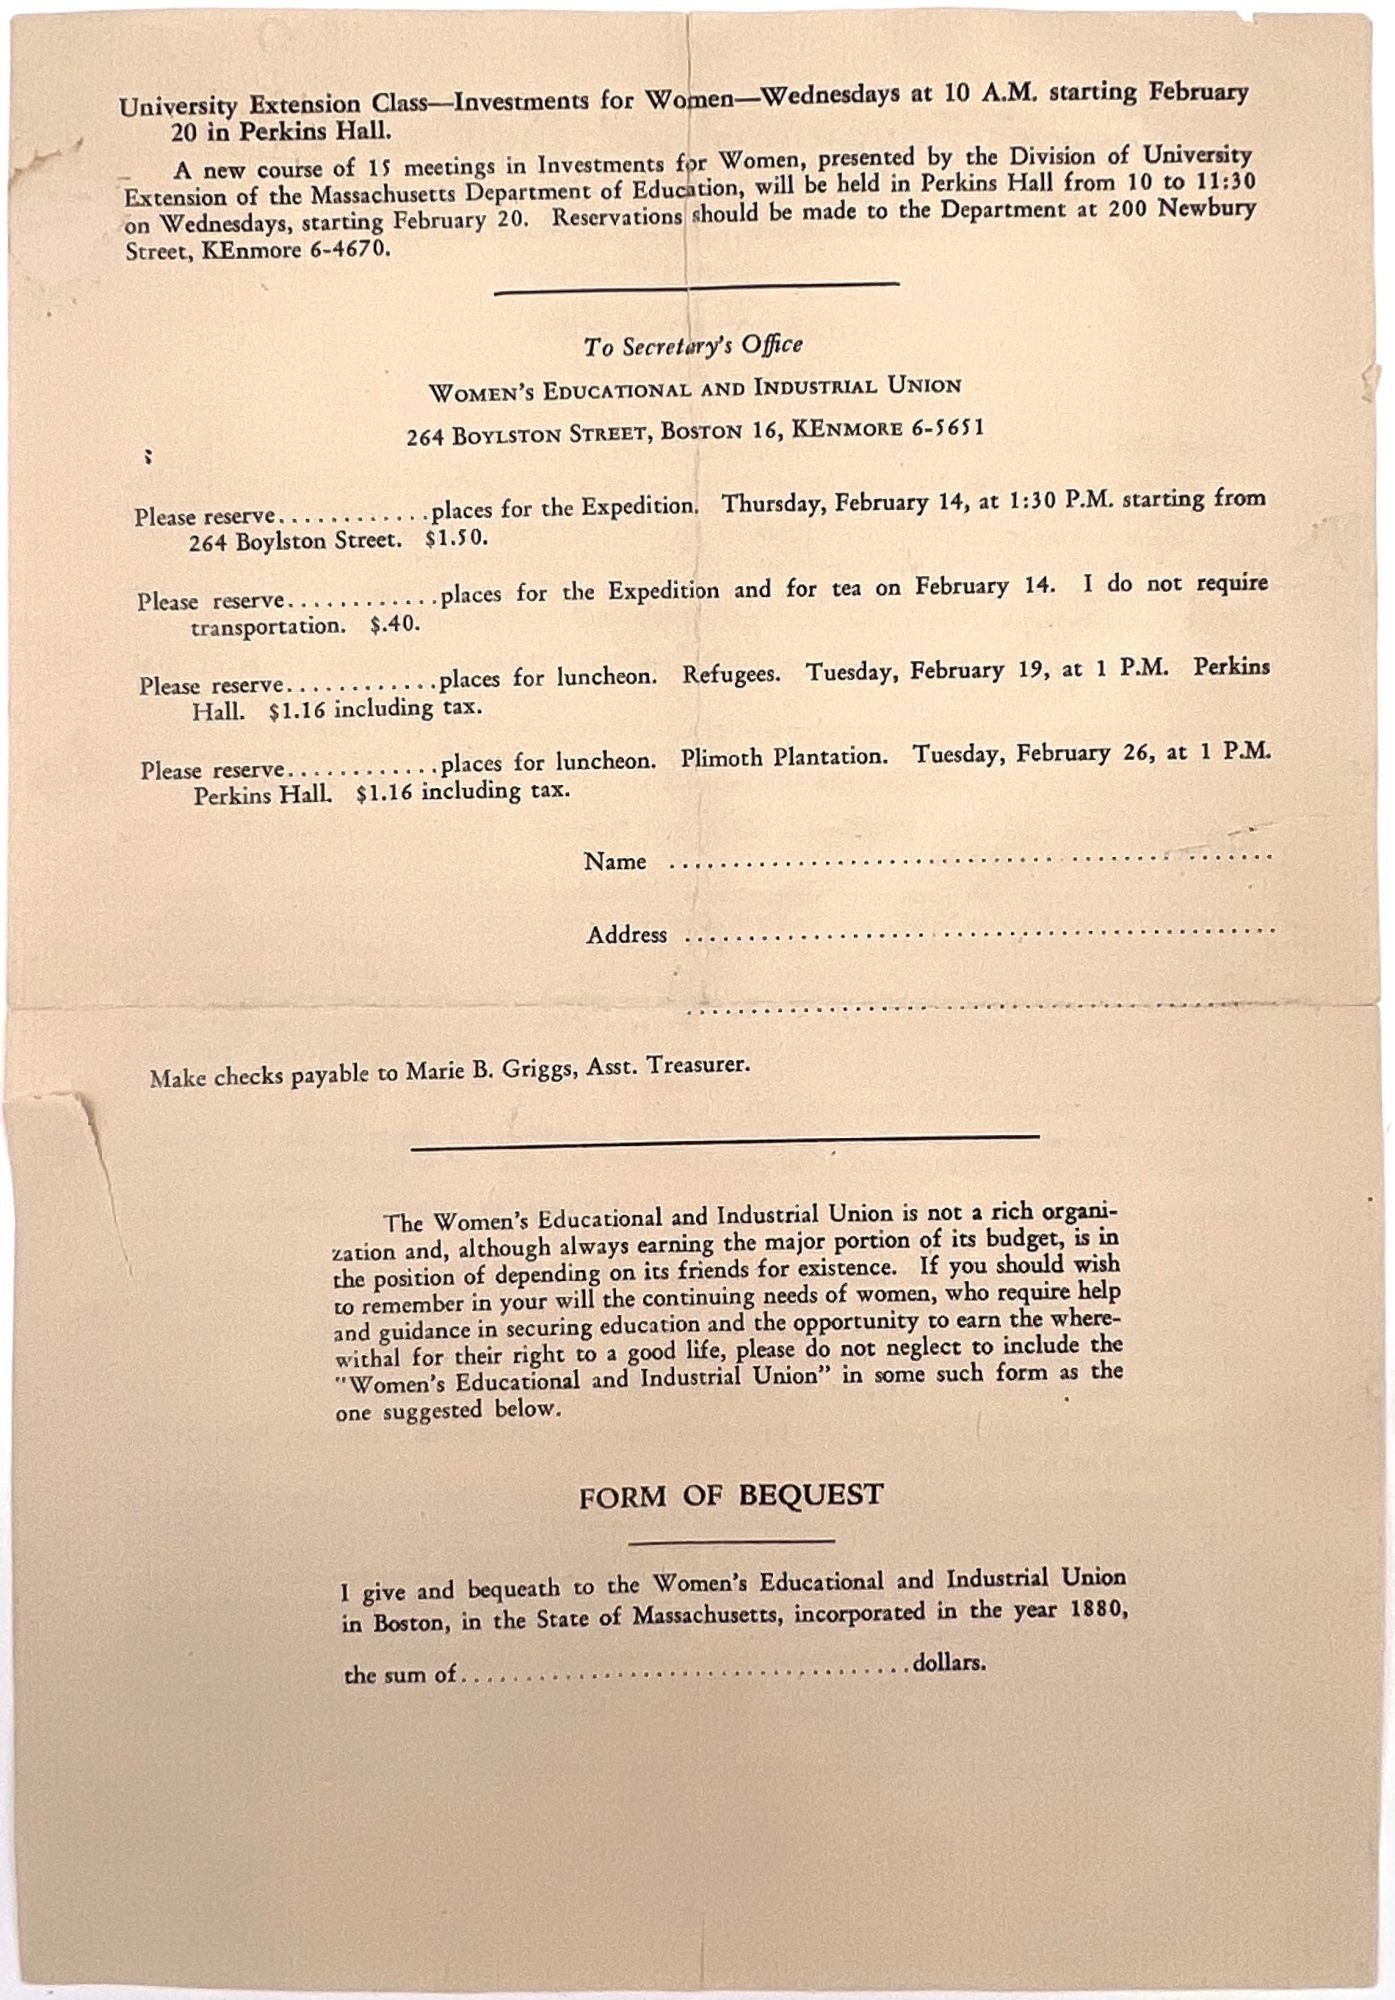 University Extension Class—Investments for Women—Wednesdays at 10 A.M. starting February
20 in Perkins Hall.
A new course of 15 meetings in Investments for Women, presented by the Division of University
Extension of the Massachusetts Department of Education, will be held in Perkins Hall from 10 to 11:30
on Wednesdays, starting February 20. Reservations should be made to the Department at 200 Newbury
Street, KEnmore 6-4670.
To Secretary's Office
WOMEN'S EDUCATIONAL AND INDUSTRIAL UNION
264 BOYLSTON STREET, BOSTON 16, KENMORE 6-5651
Please reserve............places for the Expedition. Thursday, February 14, at 1:30 P.M. starting from
264 Boylston Street. $1.50.
Please reserve............places for the Expedition and for tea on February 14. I do not require
transportation. $.40.
Please reserve............places for luncheon. Refugees. Tuesday, February 19, at 1 P.M. Perkins
Hall. $1.16 including tax.
Please reserve............places for luncheon. Plimoth Plantation. Tuesday, February 26, at 1 P.M.
Perkins Hall. $1.16 including tax.
Name ................................................
Address ..............................................
..............................................
Make checks payable to Marie B. Griggs, Asst. Treasurer.
The Women's Educational and Industrial Union is not a rich organi-
zation and, although always earning the major portion of its budget, is in
the position of depending on its friends for existence. If you should wish
to remember in your will the continuing needs of women, who require help
and guidance in securing education and the opportunity to earn the where-
withal for their right to a good life, please do not neglect to include the
"Women's Educational and Industrial Union" in some such form as the
one suggested below.
FORM OF BEQUEST
I give and bequeath to the Women's Educational and Industrial Union
in Boston, in the State of Massachusetts, incorporated in the year 1880,
the sum of...................................dollars.